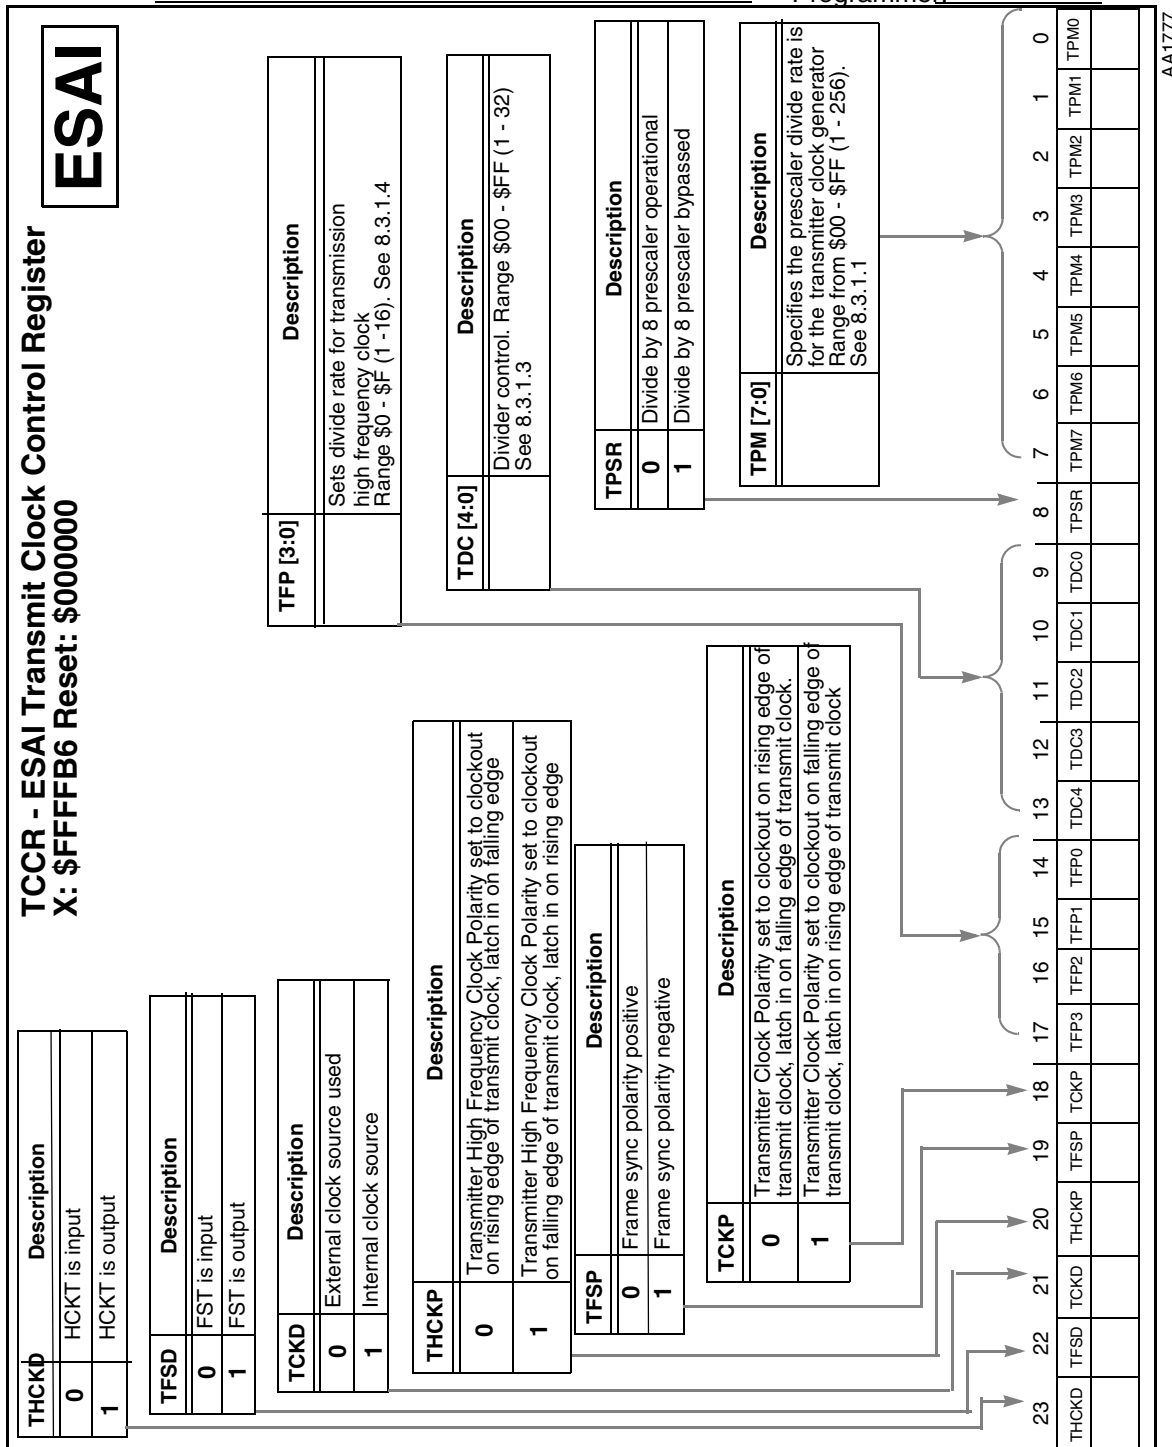 Programmer:
ESAI
TCCR - ESAI Transmit Clock Control Register
X: $FFFFB6 Reset: $000000
THCKD Description
0 HCKT is input
1 HCKT is output
TFSD Description
0 FST is input
1 FST is output
TCKD Description
0 External clock source used
1 Internal clock source
THCKP Description
0 Transmitter High Frequency Clock Polarity set to clockout
on rising edge of transmit clock, latch in on falling edge
1 Transmitter High Frequency Clock Polarity set to clockout
on falling edge of transmit clock, latch in on rising edge
TFSP Description
0 Frame sync polarity positive
1 Frame sync polarity negative
TCKP Description
0 Transmitter Clock Polarity set to clockout on rising edge of
transmit clock, latch in on falling edge of transmit clock.
1 Transmitter Clock Polarity set to clockout on falling edge of
transmit clock, latch in on rising edge of transmit clock
TFP [3:0] Description
Sets divide rate for transmission
high frequency clock
Range $0 - $F (1 -16). See 8.3.1.4
TDC [4:0] Description
Divider control. Range $00 - $FF (1 - 32)
See 8.3.1.3
TPSR Description
0 Divide by 8 prescaler operational
1 Divide by 8 prescaler bypassed
TPM [7:0] Description
Specifies the prescaler divide rate is
for the transmitter clock generator
Range from $00 - $FF (1 - 256).
See 8.3.1.1
23 22 21 20 19 18 17 16 15 14 13 12 11 10 9 8 7 6 5 4 3 2 1 0
THCKD TFSD TCKD THCKP TFSP TCKP TFP3 TFP2 TFP1 TFP0 TDC4 TDC3 TDC2 TDC1 TDC0 TPSR TPM7 TPM6 TPM5 TPM4 TPM3 TPM2 TPM1 TPM0
AA1777